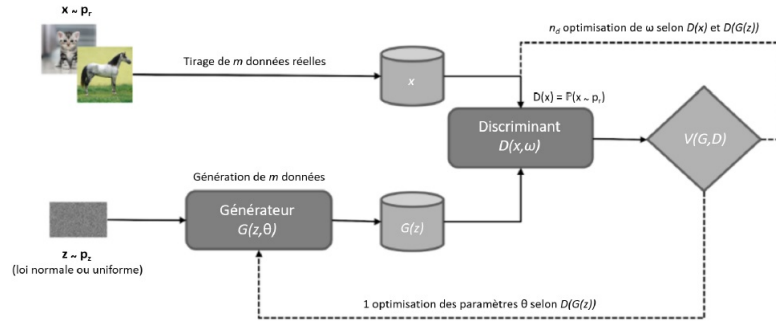 x ~ pᵣ
n_d optimisation de ω selon D(x) et D(G(z))
Tirage de m données réelles
x
D(x) = ℙ(x ~ pᵣ)
Discriminant
D(x,ω)
V(G,D)
Génération de m données
Générateur
G(z,θ)
G(z)
z ~ p_z
(loi normale ou uniforme)
1 optimisation des paramètres θ selon D(G(z))